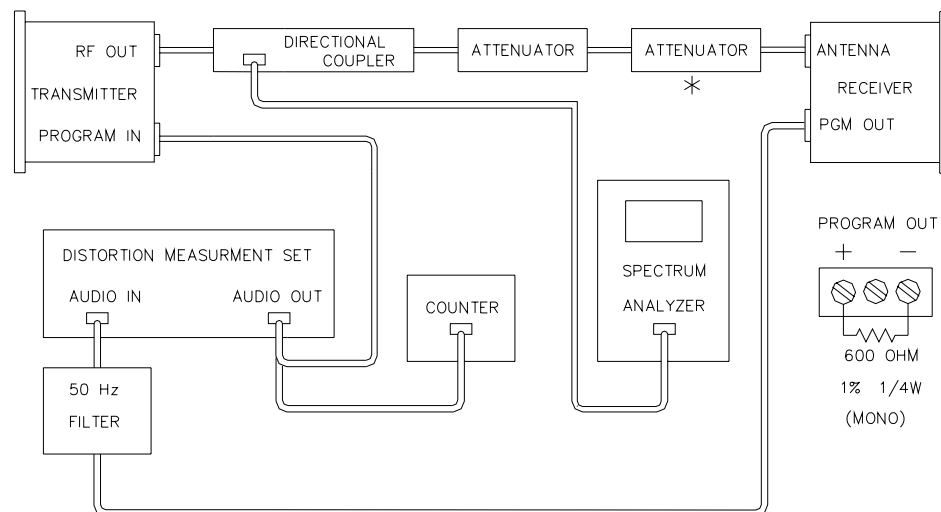 RF OUT
TRANSMITTER
PROGRAM IN
DIRECTIONAL
COUPLER
ATTENUATOR
ATTENUATOR
*
ANTENNA
RECEIVER
PGM OUT
DISTORTION MEASURMENT SET
AUDIO IN
AUDIO OUT
COUNTER
SPECTRUM
ANALYZER
50 Hz
FILTER
PROGRAM OUT
+ −
600 OHM
1% 1/4W
(MONO)